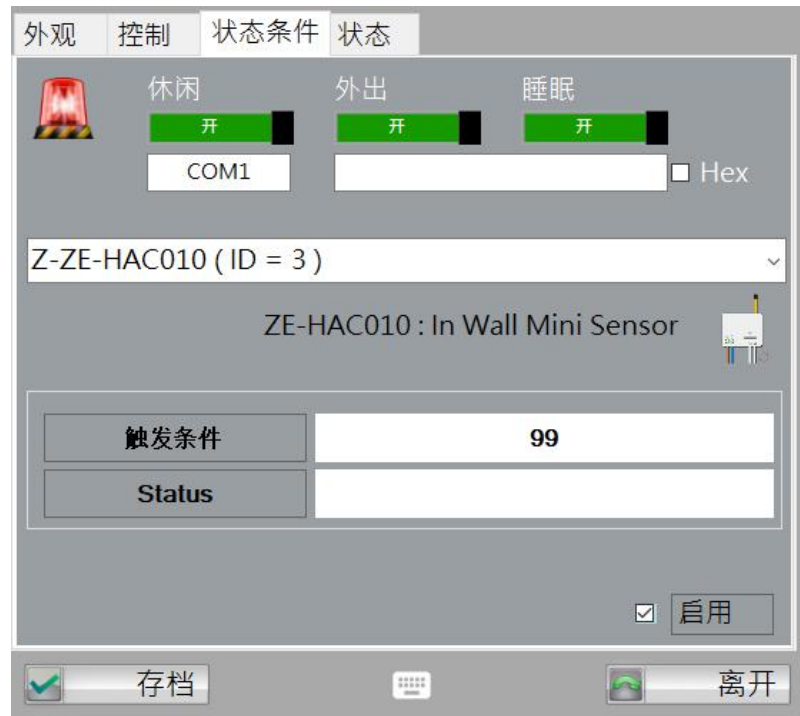 外观 控制 状态条件 状态
休闲 外出 睡眠
开 开 开
COM1 Hex
Z-ZE-HAC010 ( ID = 3 )
ZE-HAC010 : In Wall Mini Sensor
触发条件 99
Status
启用
存档 离开